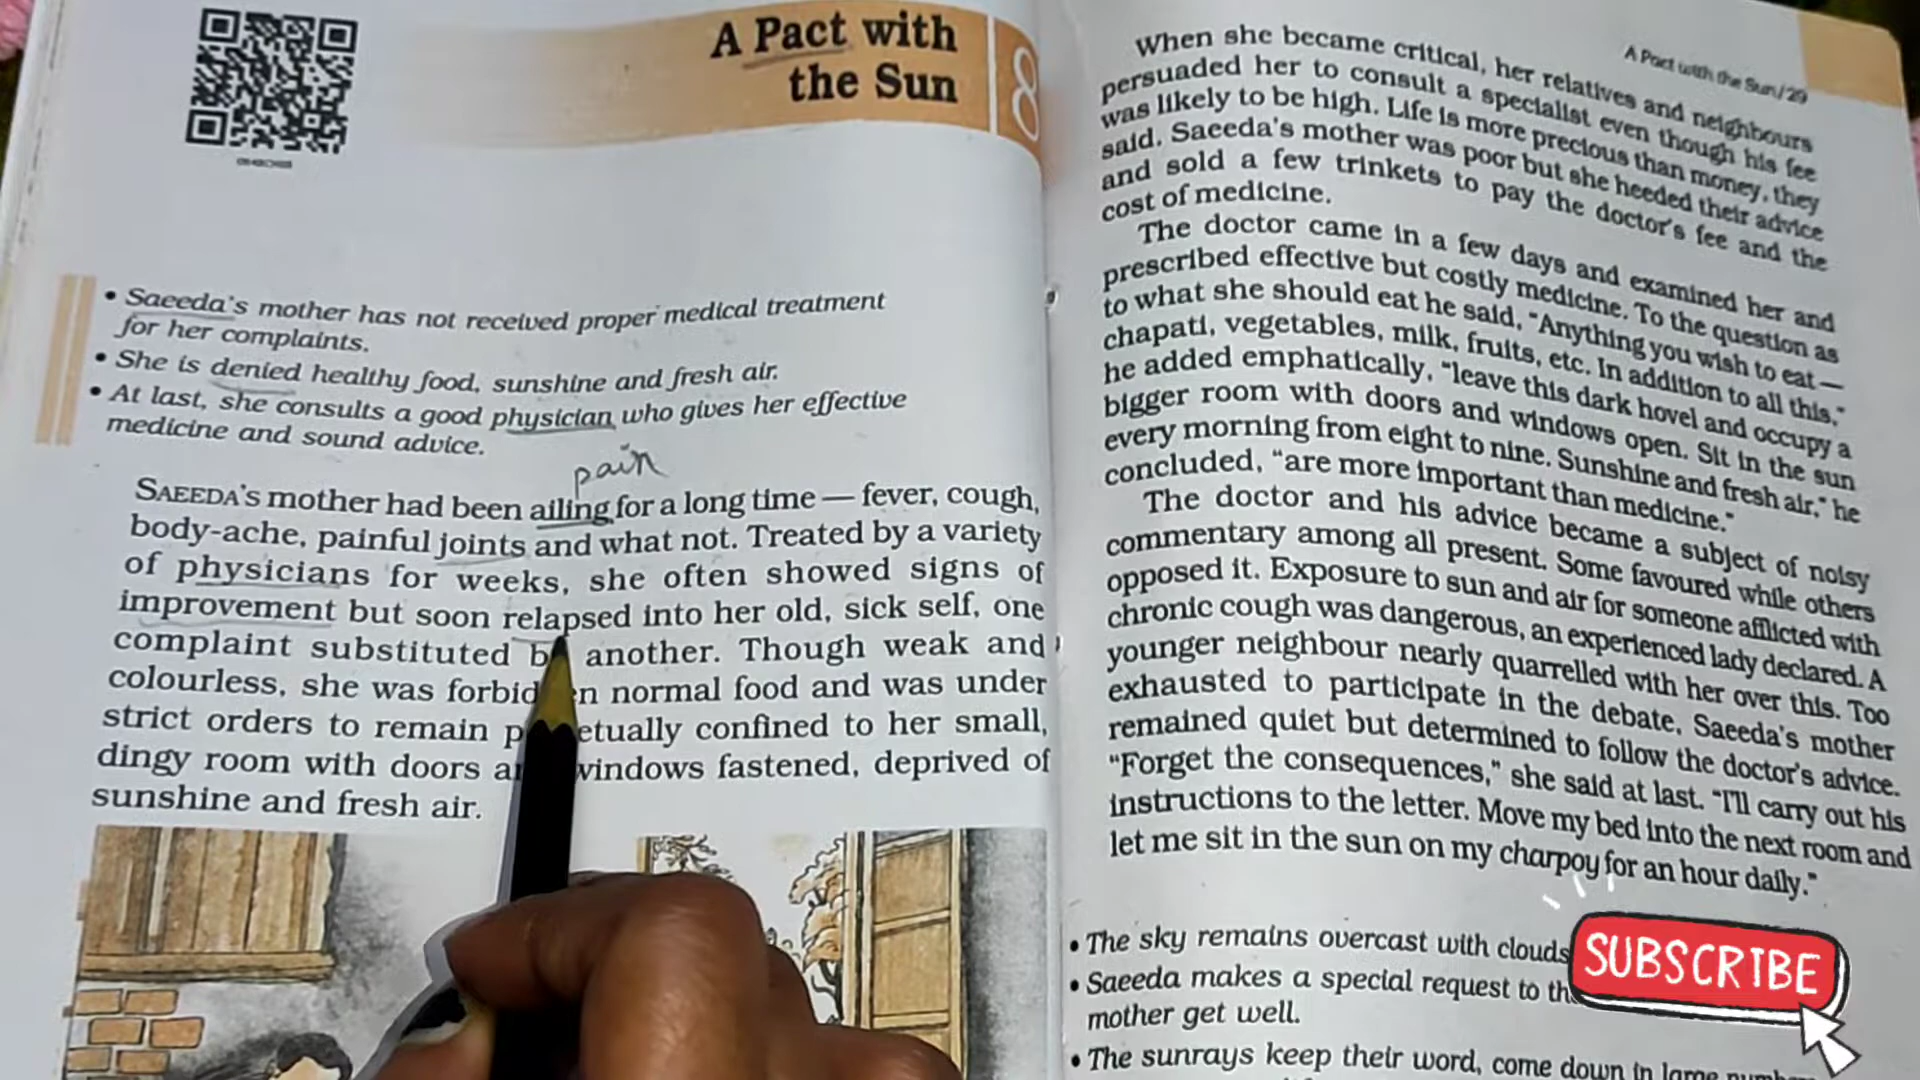 A Pact with
the Sun
8
• Saeeda's mother has not received proper medical treatment
for her complaints.
• She is denied healthy food, sunshine and fresh air.
• At last, she consults a good physician who gives her effective
medicine and sound advice.
pain
SAEEDA'S mother had been ailing for a long time — fever, cough,
body-ache, painful joints and what not. Treated by a variety
of physicians for weeks, she often showed signs of
improvement but soon relapsed into her old, sick self, one
complaint substituted another. Though weak and
colourless, she was normal food and was under
strict orders to remain confined to her small,
dingy room with doors windows fastened, deprived of
sunshine and fresh air.
A Pact with the Sun/29
When she became critical, her relatives and neighbours
persuaded her to consult a specialist even though his fee
was likely to be high. Life is more precious than money, they
said. Saeeda's mother was poor but she heeded their advice
and sold a few trinkets to pay the doctor's fee and the
cost of medicine.
The doctor came in a few days and examined her and
prescribed effective but costly medicine. To the question as
to what she should eat he said, “Anything you wish to eat —
chapati, vegetables, milk, fruits, etc. In addition to all this,”
he added emphatically, “leave this dark hovel and occupy a
bigger room with doors and windows open. Sit in the sun
every morning from eight to nine. Sunshine and fresh air,” he
concluded, “are more important than medicine.”
The doctor and his advice became a subject of noisy
commentary among all present. Some favoured while others
opposed it. Exposure to sun and air for someone afflicted with
chronic cough was dangerous, an experienced lady declared. A
younger neighbour nearly quarrelled with her over this. Too
exhausted to participate in the debate, Saeeda's mother
remained quiet but determined to follow the doctor's advice.
“Forget the consequences,” she said at last. “I'll carry out his
instructions to the letter. Move my bed into the next room and
let me sit in the sun on my charpoy for an hour daily.”
• The sky remains overcast with clouds
• Saeeda makes a special request to
mother get well.
• The sunrays keep their word, come down in large
SUBSCRIBE